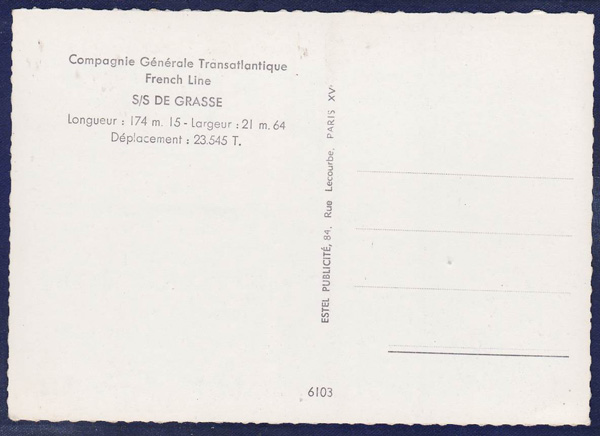 Compagnie Générale Transatlantique
French Line
S/S DE GRASSE
Longueur : 174 m. 15 - Largeur : 21 m. 64
Déplacement : 23.545 T.
ESTEL PUBLICITÉ, 84, Rue Lecourbe, PARIS XVᵉ
6103